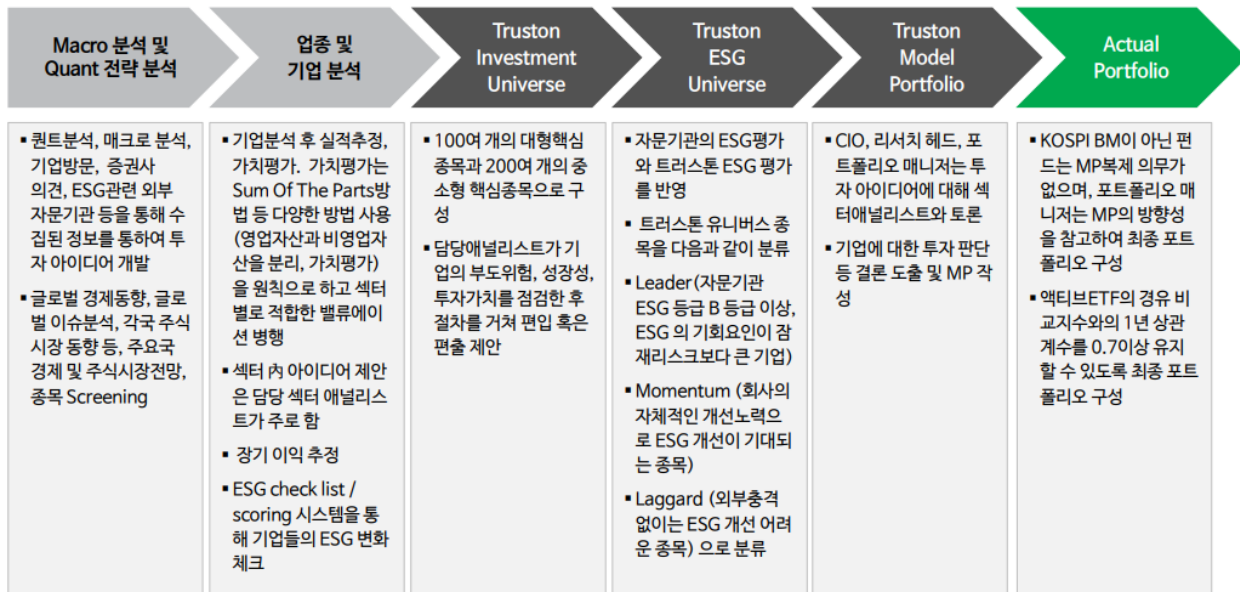 Macro 분석 및
Quant 전략 분석
업종 및
기업 분석
Truston
Investment
Universe
Truston
ESG
Universe
Truston
Model
Portfolio
Actual
Portfolio
▪ 퀀트분석, 매크로 분석,
기업방문, 증권사
의견, ESG관련 외부
자문기관 등을 통해 수
집된 정보를 통하여 투
자 아이디어 개발
▪ 글로벌 경제동향, 글로
벌 이슈분석, 각국 주식
시장 동향 등, 주요국
경제 및 주식시장전망,
종목 Screening
▪ 기업분석 후 실적추정,
가치평가. 가치평가는
Sum Of The Parts방
법 등 다양한 방법 사용
(영업자산과 비영업자
산을 분리, 가치평가)
을 원칙으로 하고 섹터
별로 적합한 밸류에이
션 병행
▪ 섹터 內 아이디어 제안
은 담당 섹터 애널리스
트가 주로 함
▪ 장기 이익 추정
▪ ESG check list /
scoring 시스템을 통
해 기업들의 ESG 변화
체크
▪ 100여 개의 대형핵심
종목과 200여 개의 중
소형 핵심종목으로 구
성
▪ 담당애널리스트가 기
업의 부도위험, 성장성,
투자가치를 점검한 후
절차를 거쳐 편입 혹은
편출 제안
▪ 자문기관의 ESG평가
와 트러스톤 ESG 평가
를 반영
▪ 트러스톤 유니버스 종
목을 다음과 같이 분류
▪ Leader(자문기관
ESG 등급 B 등급 이상,
ESG 의 기회요인이 잠
재리스크보다 큰 기업)
▪ Momentum (회사의
자체적인 개선노력으
로 ESG 개선이 기대되
는 종목)
▪ Laggard (외부충격
없이는 ESG 개선 어려
운 종목) 으로 분류
▪ CIO, 리서치 헤드, 포
트폴리오 매니저는 투
자 아이디어에 대해 섹
터애널리스트와 토론
▪ 기업에 대한 투자 판단
등 결론 도출 및 MP 작
성
▪ KOSPI BM이 아닌 펀
드는 MP복제 의무가
없으며, 포트폴리오 매
니저는 MP의 방향성
을 참고하여 최종 포트
폴리오 구성
▪ 액티브ETF의 경유 비
교지수와의 1년 상관
계수를 0.7이상 유지
할 수 있도록 최종 포트
폴리오 구성